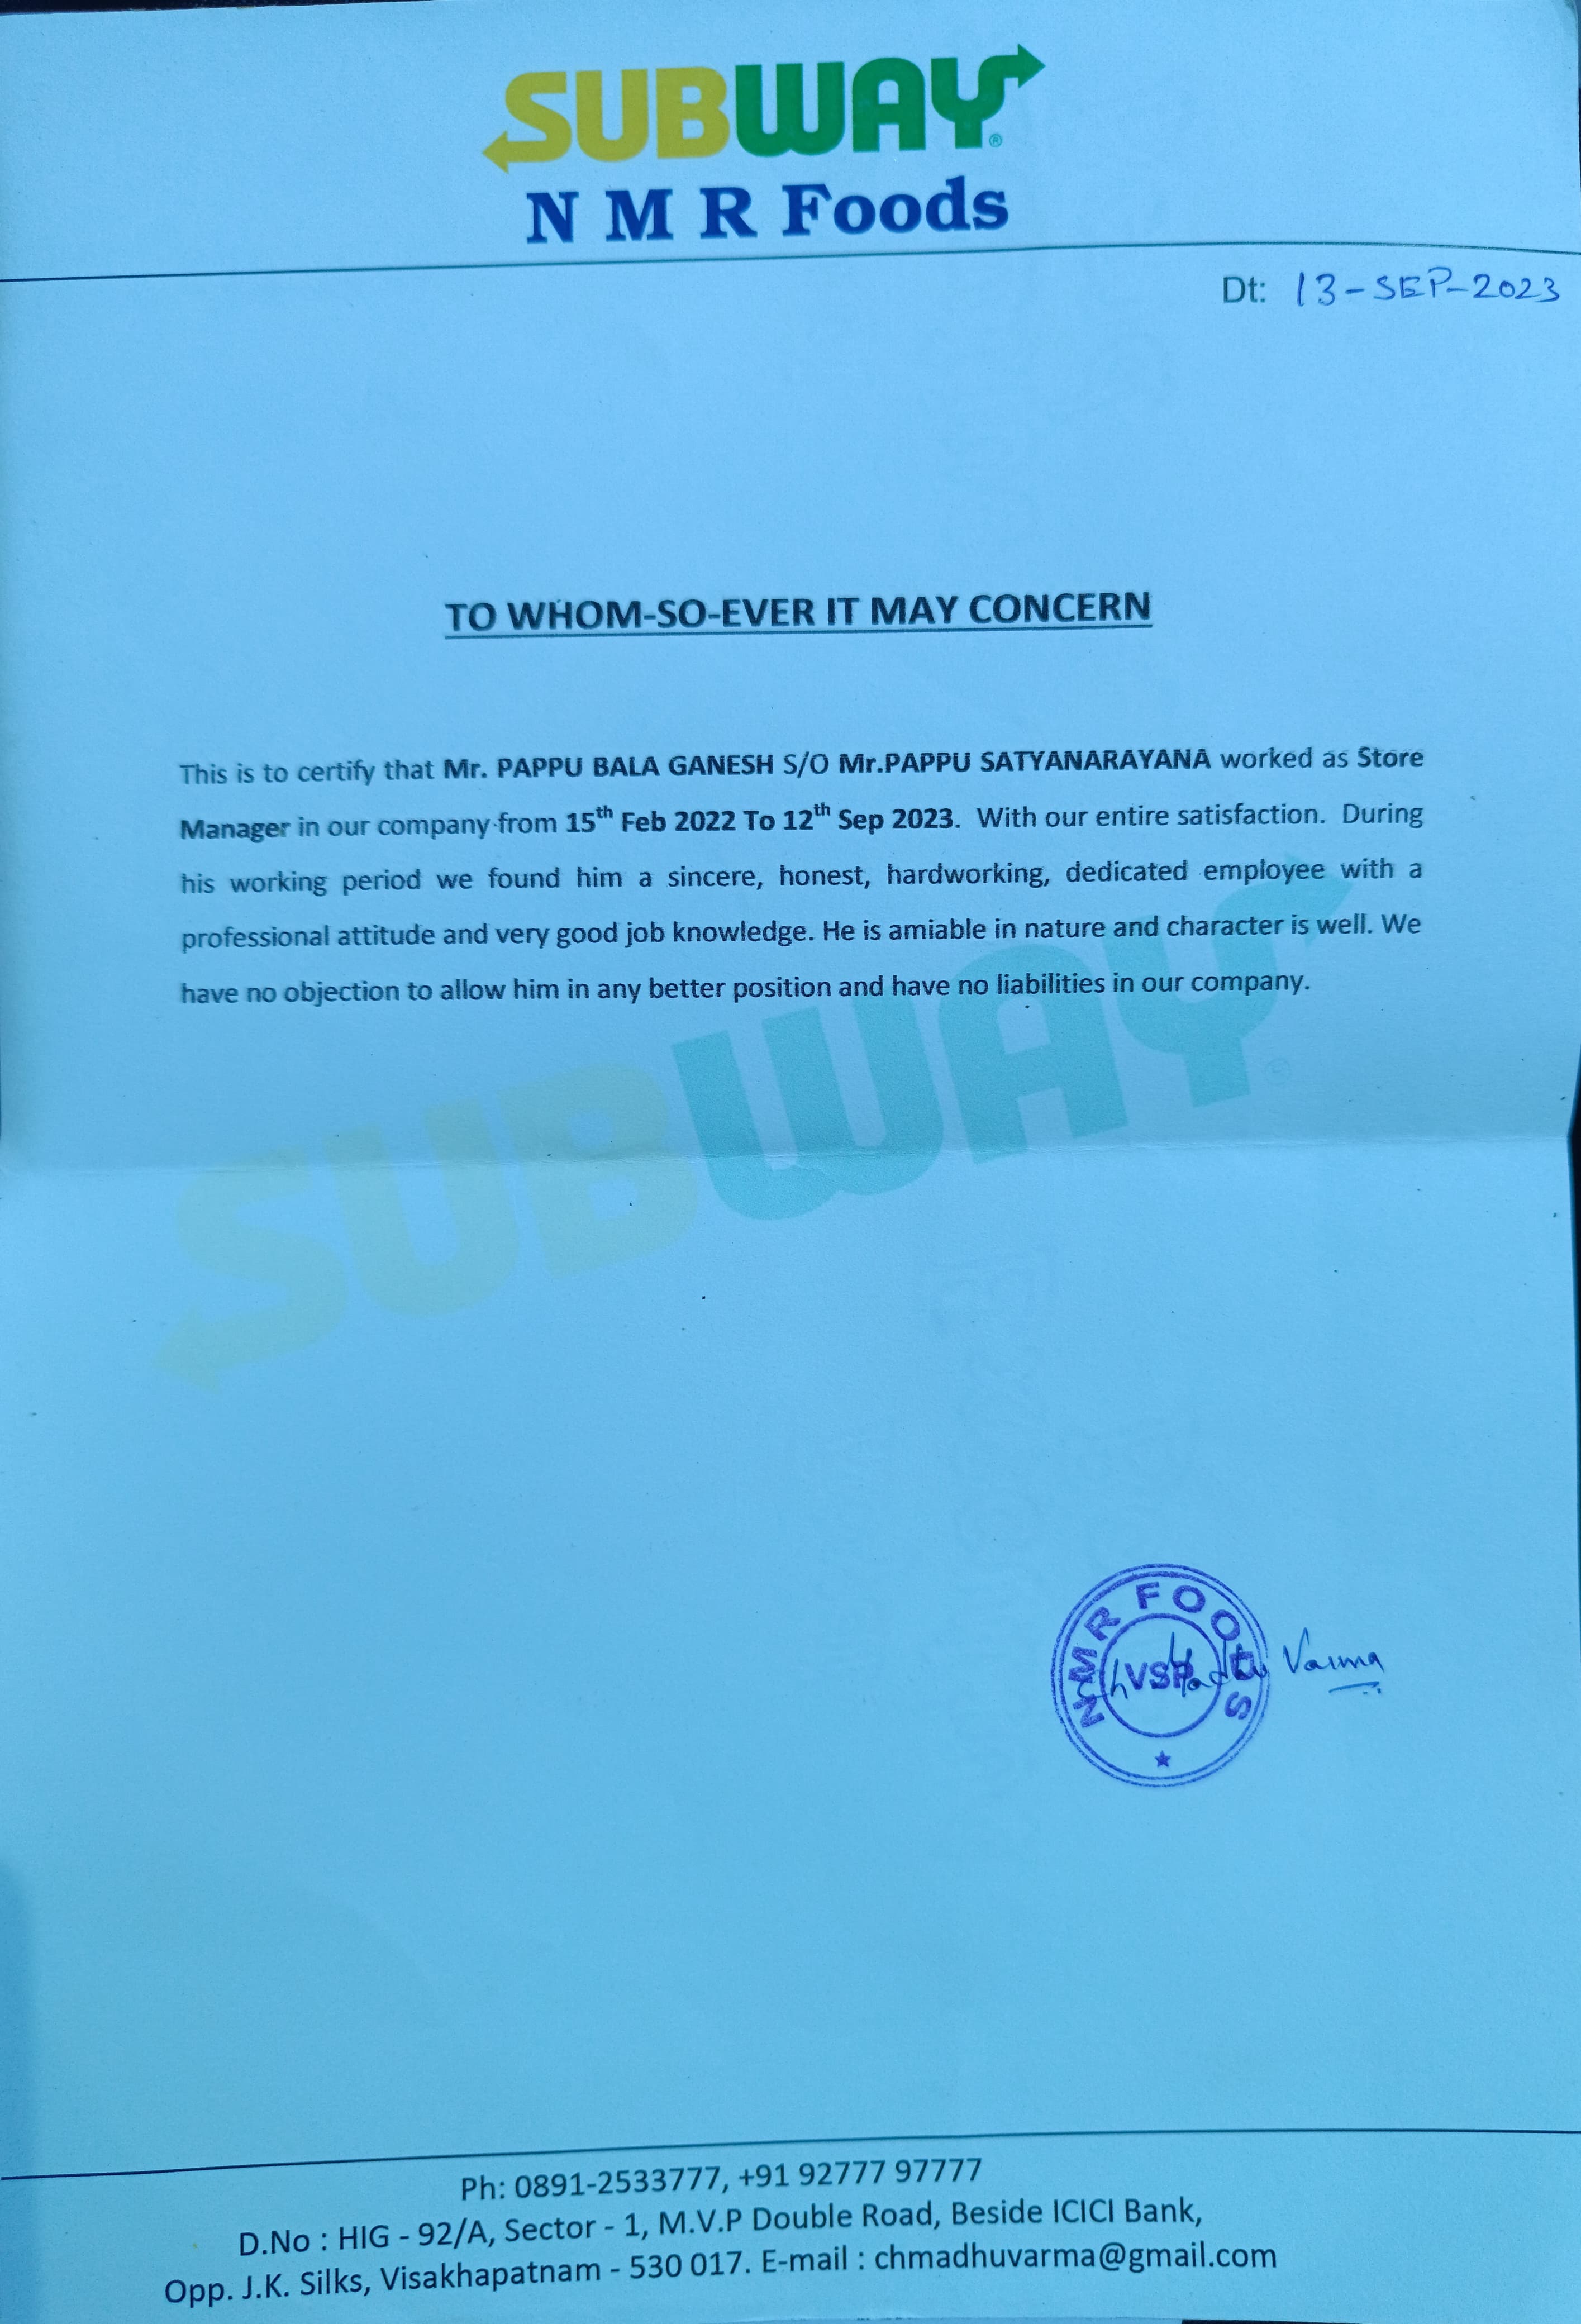 SUBWAY®
N M R Foods
Dt: 13-SEP-2023
TO WHOM-SO-EVER IT MAY CONCERN
This is to certify that Mr. PAPPU BALA GANESH S/O Mr.PAPPU SATYANARAYANA worked as Store
Manager in our company from 15th Feb 2022 To 12th Sep 2023. With our entire satisfaction. During
his working period we found him a sincere, honest, hardworking, dedicated employee with a
professional attitude and very good job knowledge. He is amiable in nature and character is well. We
have no objection to allow him in any better position and have no liabilities in our company.
SUBWAY®
NMR FOODS
VSP
Ch Madhu Varma
Ph: 0891-2533777, +91 92777 97777
D.No : HIG - 92/A, Sector - 1, M.V.P Double Road, Beside ICICI Bank,
Opp. J.K. Silks, Visakhapatnam - 530 017. E-mail : chmadhuvarma@gmail.com